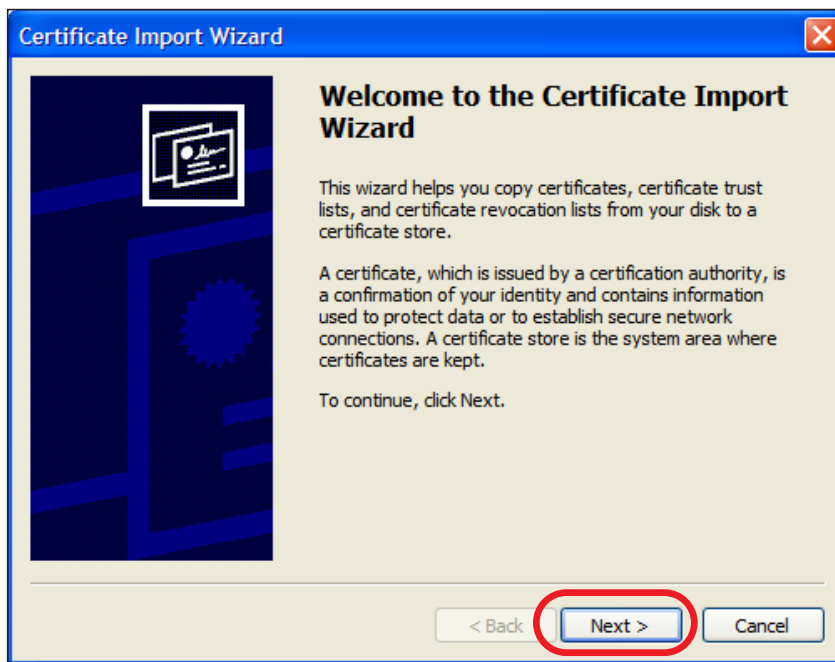 Certificate Import Wizard
Welcome to the Certificate Import
Wizard
This wizard helps you copy certificates, certificate trust
lists, and certificate revocation lists from your disk to a
certificate store.
A certificate, which is issued by a certification authority, is
a confirmation of your identity and contains information
used to protect data or to establish secure network
connections. A certificate store is the system area where
certificates are kept.
To continue, click Next.
< Back Next > Cancel